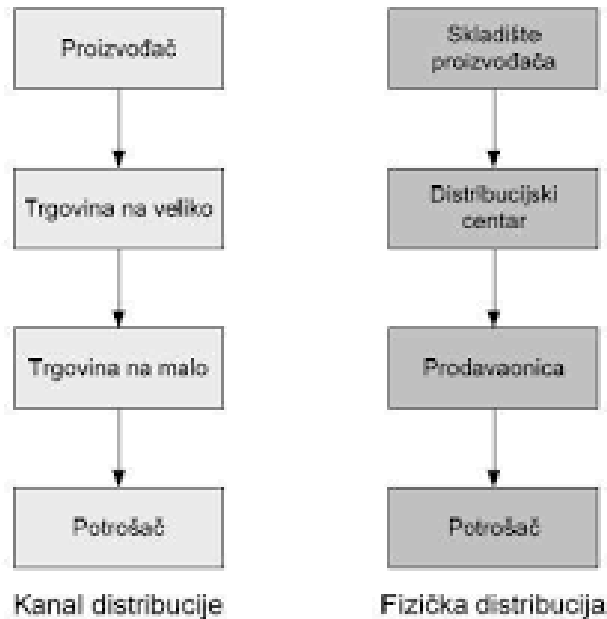 Proizvođač
Trgovina na veliko
Trgovina na malo
Potrošač
Kanal distribucije
Skladište
proizvođača
Distribucijski
centar
Prodavaonica
Potrošač
Fizička distribucija